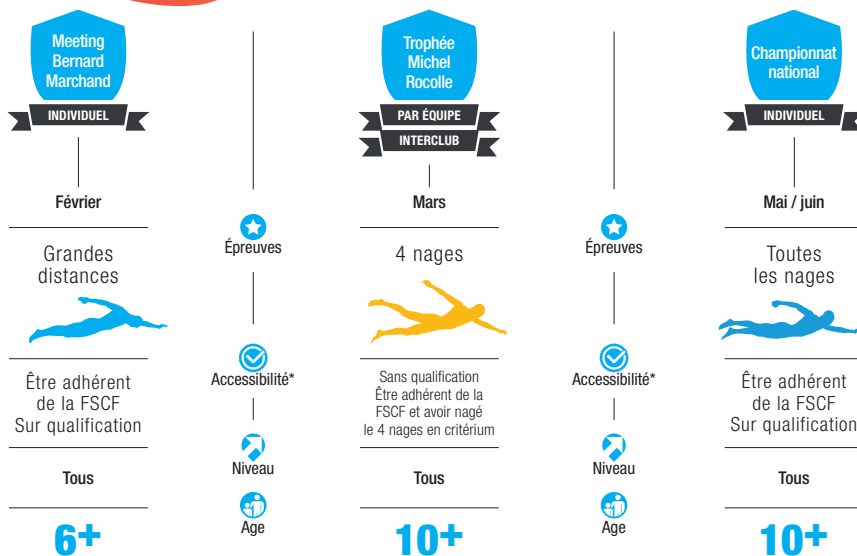 Meeting
Bernard
Marchand
INDIVIDUEL
Février
Grandes
distances
Être adhérent
de la FSCF
Sur qualification
Tous
6+
Épreuves
Accessibilité*
Niveau
Age
Trophée
Michel
Rocolle
PAR ÉQUIPE
INTERCLUB
Mars
4 nages
Sans qualification
Être adhérent de la
FSCF et avoir nagé
le 4 nages en critérium
Tous
10+
Épreuves
Accessibilité*
Niveau
Age
Championnat
national
INDIVIDUEL
Mai / juin
Toutes
les nages
Être adhérent
de la FSCF
Sur qualification
Tous
10+